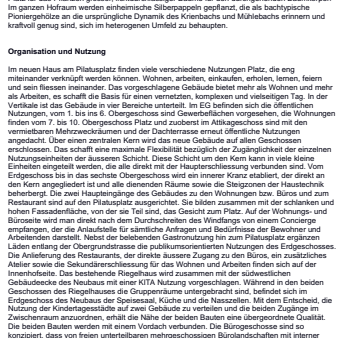 Im ganzen Hofraum werden einheimische Silberpappeln gepflanzt, die als bachtypische
Pioniergehölze an die ursprüngliche Dynamik des Krienbachs und Mühlebachs erinnern und
kraftvoll genug sind, sich im heterogenen Umfeld zu behaupten.
Organisation und Nutzung
Im neuen Haus am Pilatusplatz finden viele verschiedene Nutzungen Platz, die eng
miteinander verknüpft werden können. Wohnen, arbeiten, einkaufen, erholen, lernen, feiern
und sein fliessen ineinander. Das vorgeschlagene Gebäude bietet mehr als Wohnen und mehr
als Arbeiten, es schafft die Basis für einen vernetzten, komplexen und vielseitigen Tag. In der
Vertikale ist das Gebäude in vier Bereiche unterteilt. Im EG befinden sich die öffentlichen
Nutzungen, vom 1. bis ins 6. Obergeschoss sind Gewerbeflächen vorgesehen, die Wohnungen
finden vom 7. bis 10. Obergeschoss Platz und zuoberst im Attikageschoss sind mit den
vermietbaren Mehrzweckräumen und der Dachterrasse erneut öffentliche Nutzungen
angedacht. Über einen zentralen Kern wird das neue Gebäude auf allen Geschossen
erschlossen. Das schafft eine maximale Flexibilität bezüglich der Zugänglichkeit der einzelnen
Nutzungseinheiten der äusseren Schicht. Diese Schicht um den Kern kann in viele kleine
Einheiten eingeteilt werden, die alle direkt mit der Haupterschliessung verbunden sind. Vom
Erdgeschoss bis in das sechste Obergeschoss wird ein innerer Kranz etabliert, der direkt an
den Kern angegliedert ist und alle dienenden Räume sowie die Steigzonen der Haustechnik
beherbergt. Die zwei Haupteingänge des Gebäudes zu den Wohnungen bzw. Büros und zum
Restaurant sind auf den Pilatusplatz ausgerichtet. Sie bilden zusammen mit der schlanken und
hohen Fassadenfläche, von der sie Teil sind, das Gesicht zum Platz. Auf der Wohnungs- und
Büroseite wird man direkt nach dem Durchschreiten des Windfangs von einem Concierge
empfangen, der die Anlaufstelle für sämtliche Anfragen und Bedürfnisse der Bewohner und
Arbeitenden darstellt. Nebst der belebenden Gastronutzung hin zum Pilatusplatz ergänzen
Läden entlang der Obergrundstrasse die publikumsorientierten Nutzungen des Erdgeschosses.
Die Anlieferung des Restaurants, der direkte äussere Zugang zu den Büros, ein zusätzliches
Atelier sowie die Sekundärerschliessung für das Wohnen und Arbeiten finden sich auf der
Innenhofseite. Das bestehende Riegelhaus wird zusammen mit der südwestlichen
Gebäudeecke des Neubaus mit einer KITA Nutzung vorgeschlagen. Während in den beiden
Geschossen des Riegelhauses die Gruppenräume untergebracht sind, befindet sich im
Erdgeschoss des Neubaus der Speisesaal, Küche und die Nasszellen. Mit dem Entscheid, die
Nutzung der Kindertagesstätte auf zwei Gebäude zu verteilen und die beiden Zugänge im
Zwischenraum anzuordnen, erhält die Nähe der beiden Bauten eine übergeordnete Qualität.
Die beiden Bauten werden mit einem Vordach verbunden. Die Bürogeschosse sind so
konzipiert, dass von freien unterteilbaren mehrgeschossigen Bürolandschaften mit interner